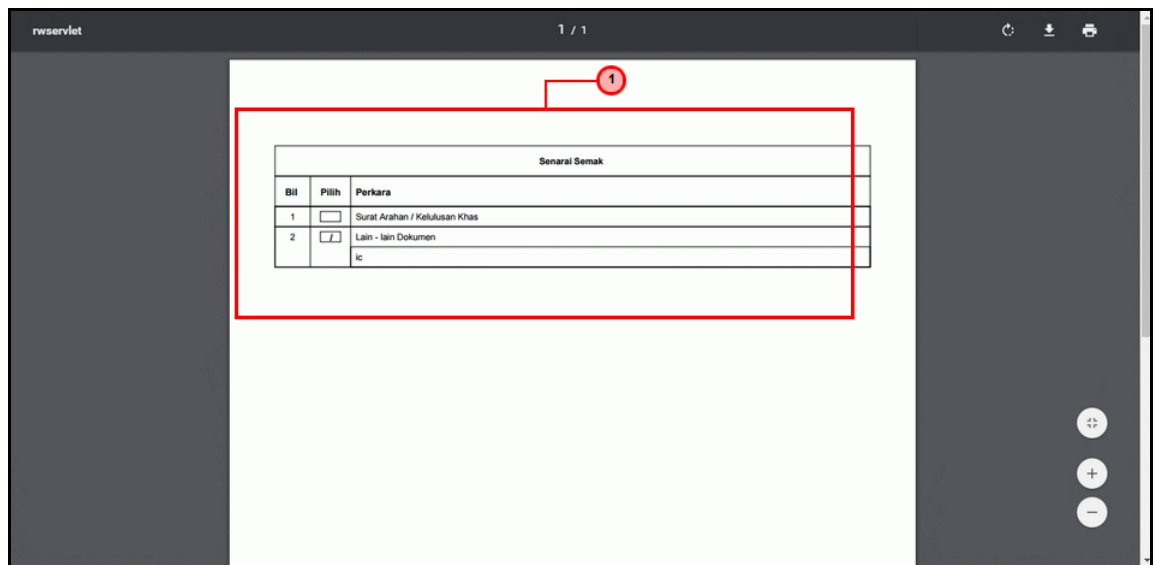 rwservlet
1 / 1
1
Senarai Semak
Bil Pilih Perkara
1 Surat Arahan / Kelulusan Khas
2 / Lain - lain Dokumen
ic